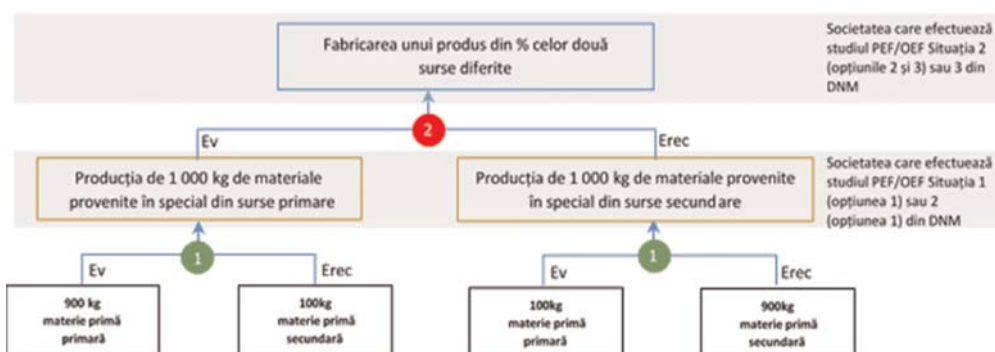 Fabricarea unui produs din % celor două
surse diferite
Societatea care efectuează
studiul PEF/OEF Situația 2
(opțiunile 2 și 3) sau 3 din
DNM
2
Ev
Erec
Producția de 1 000 kg de materiale
provenite în special din surse primare
Producția de 1 000 kg de materiale provenite
în special din surse secundare
Societatea care efectuează
studiul PEF/OEF Situația 1
(opțiunea 1) sau 2
(opțiunea 1) din DNM
1
1
Ev
Erec
Ev
Erec
900 kg
materie primă
primară
100kg
materie primă
secundară
100kg
materie primă
primară
900kg
materie primă
secundară